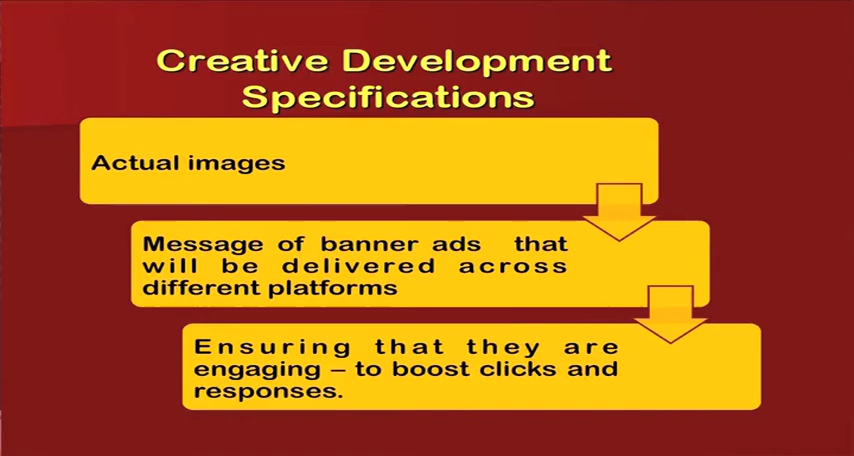 Creative Development
Specifications
Actual images
Message of banner ads that
will be delivered across
different platforms
Ensuring that they are
engaging – to boost clicks and
responses.